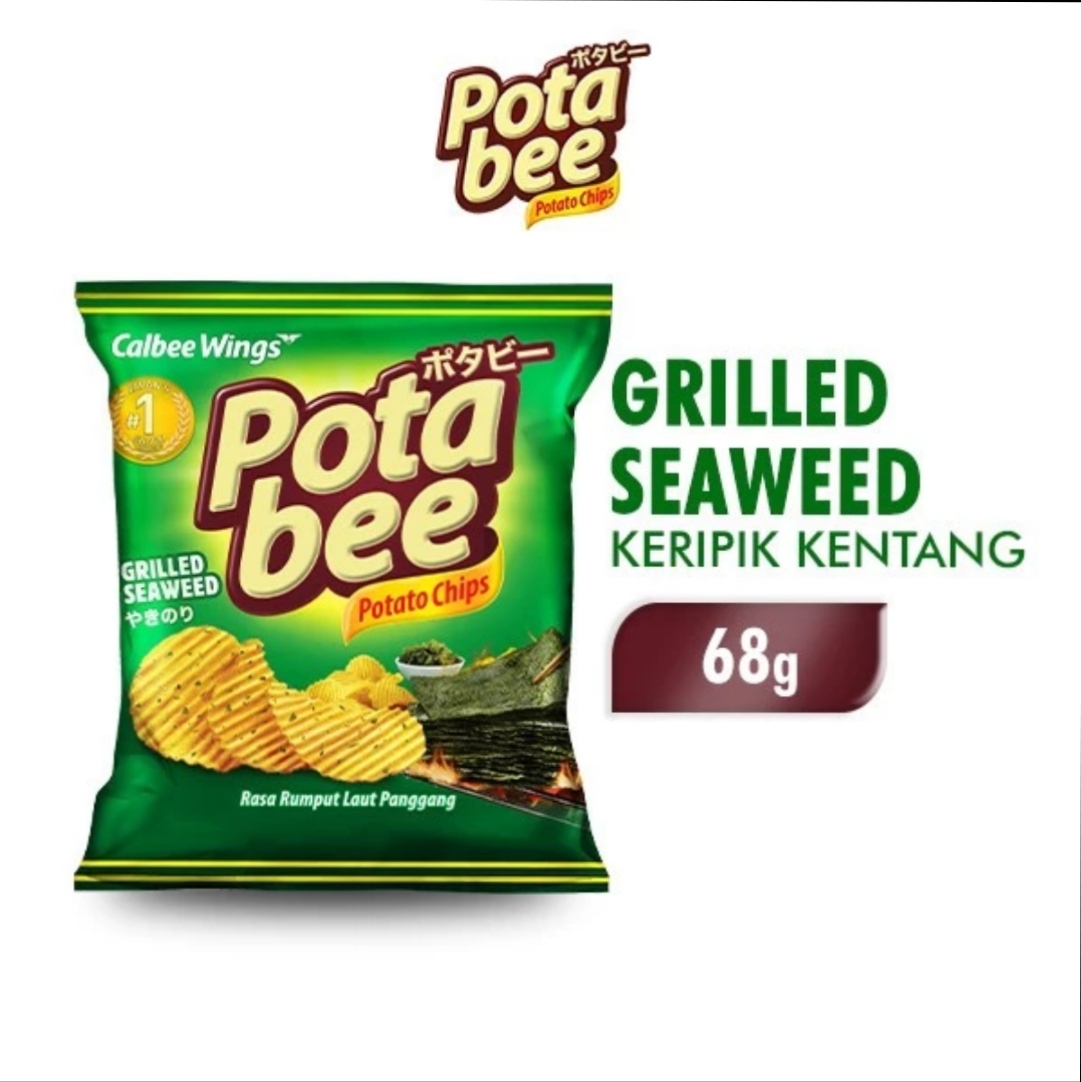 ポタビー
Pota
bee
Potato Chips
Calbee Wings
ポタビー
#1
Pota
bee
Potato Chips
GRILLED
SEAWEED
やきのり
Rasa Rumput Laut Panggang
GRILLED
SEAWEED
KERIPIK KENTANG
68g